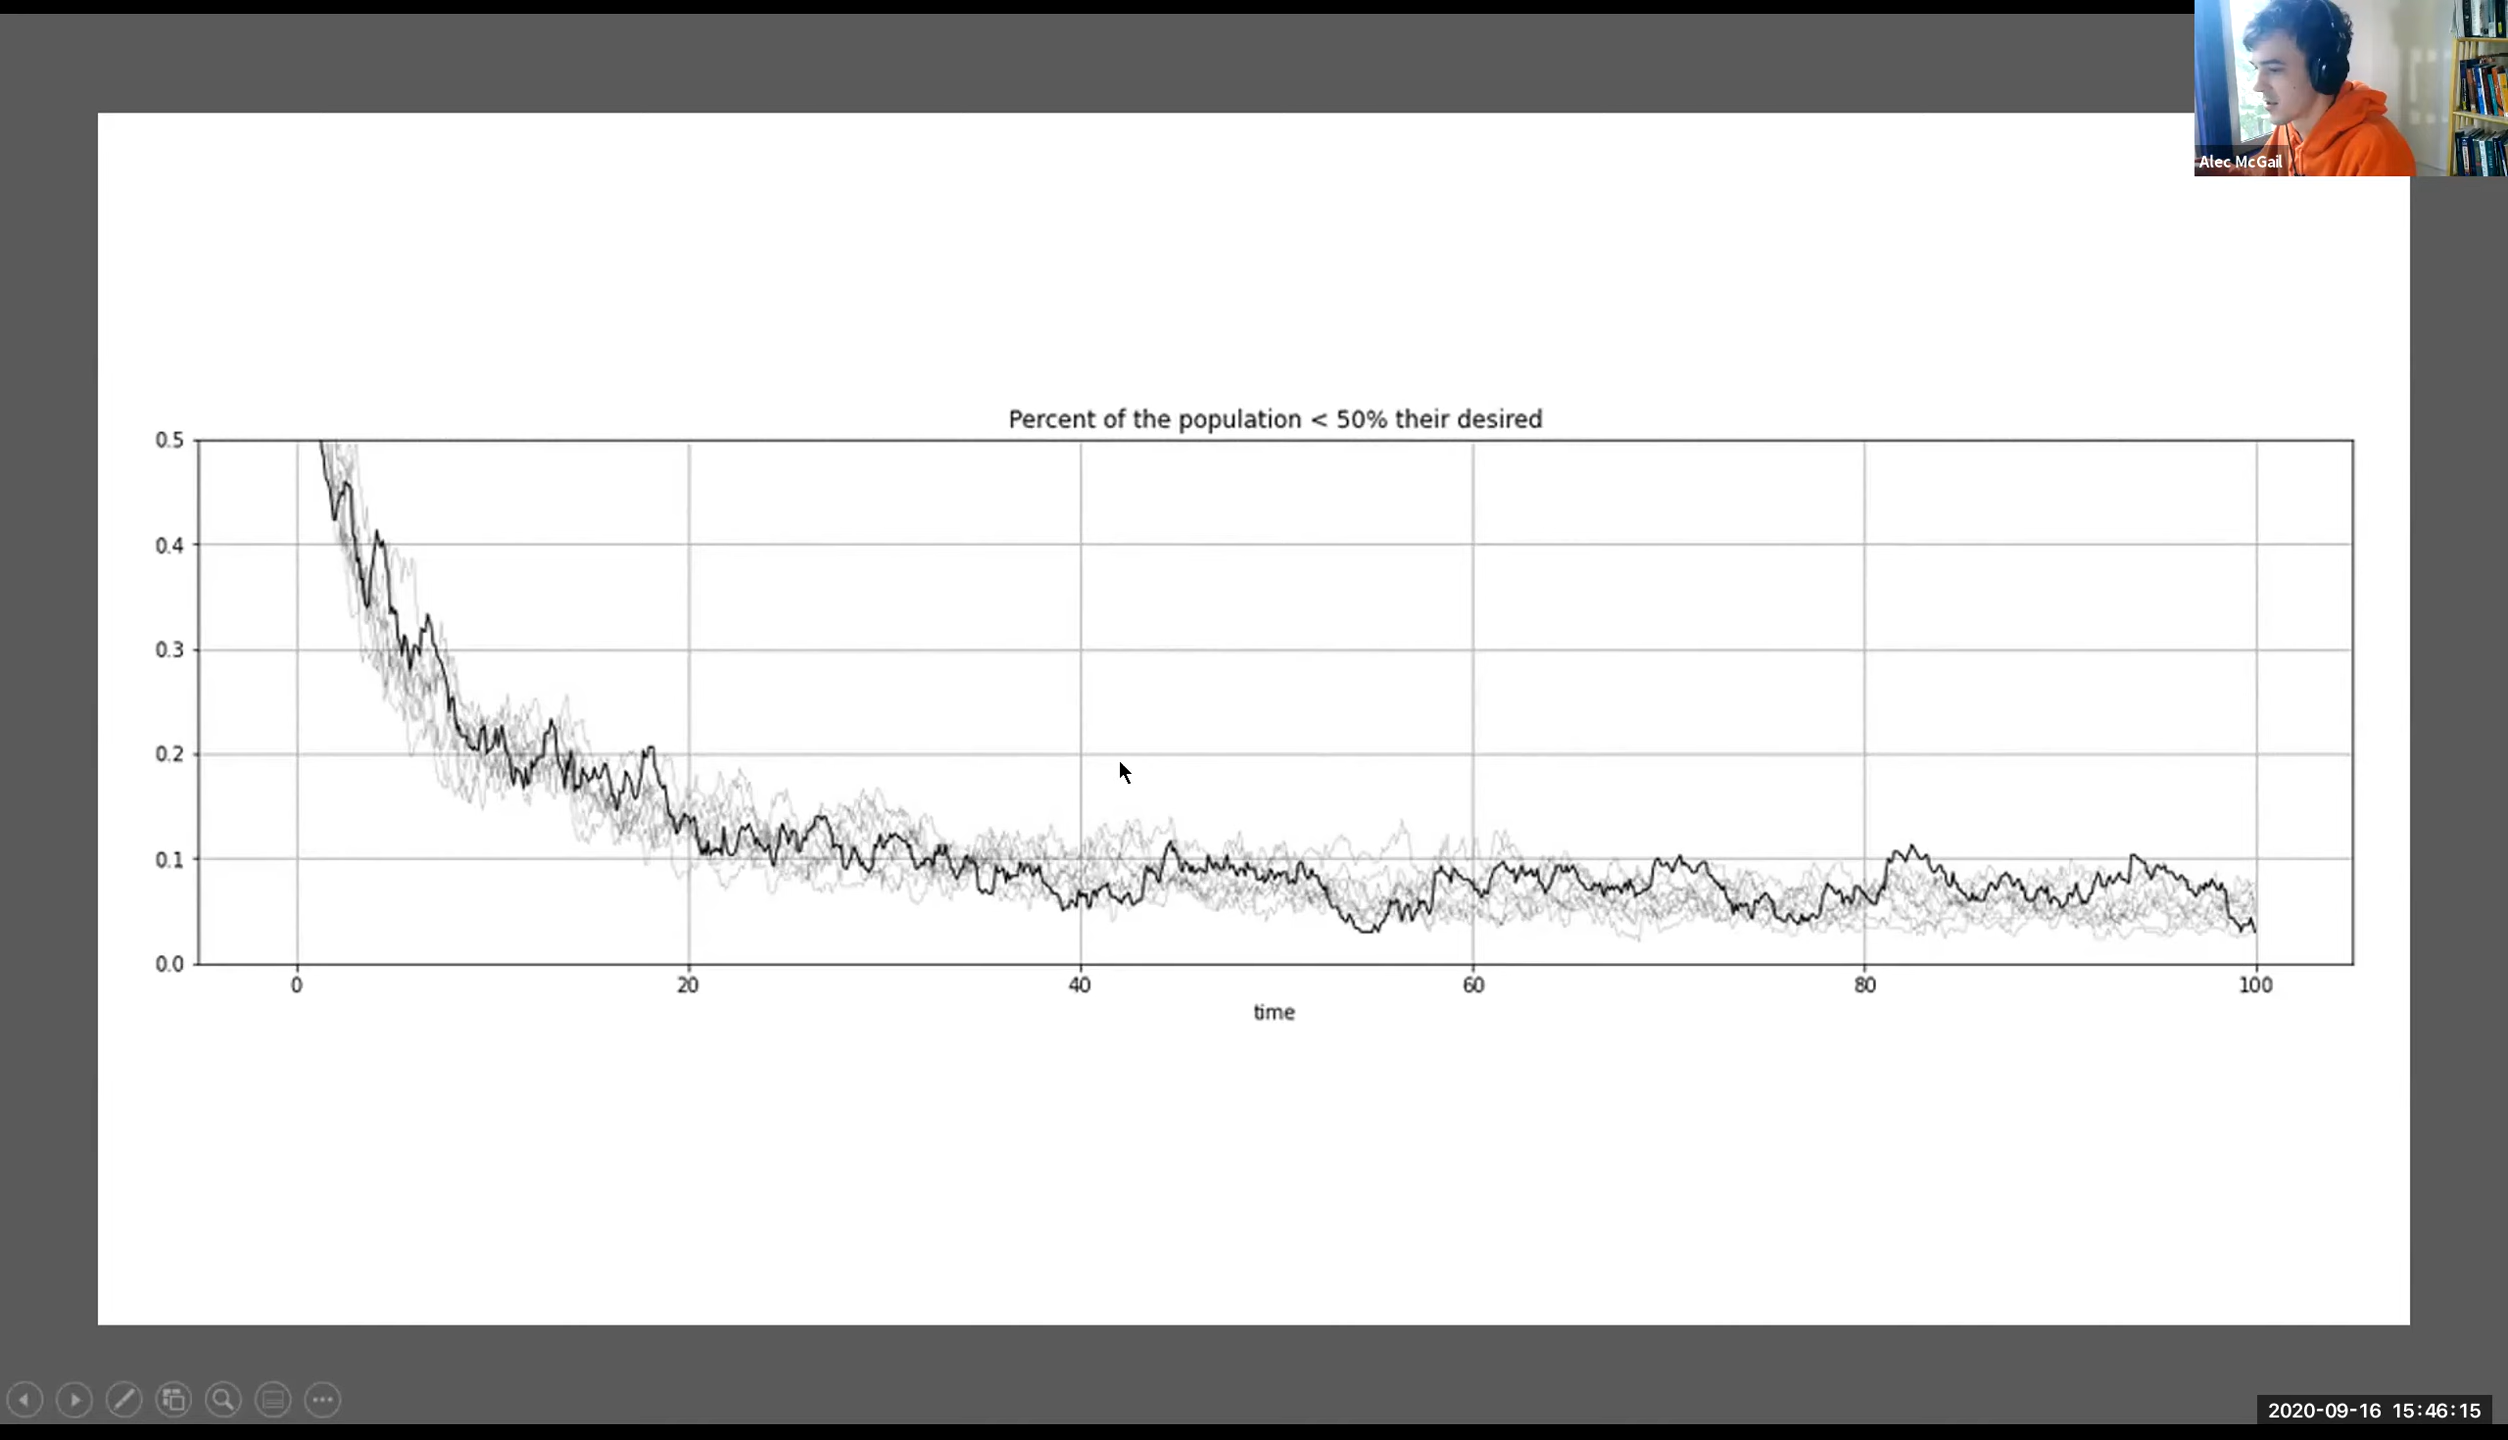 Alec McGail
Percent of the population < 50% their desired
0.5
0.4
0.3
0.2
0.1
0.0
0 20 40 60 80 100
time
2020-09-16 15:46:15